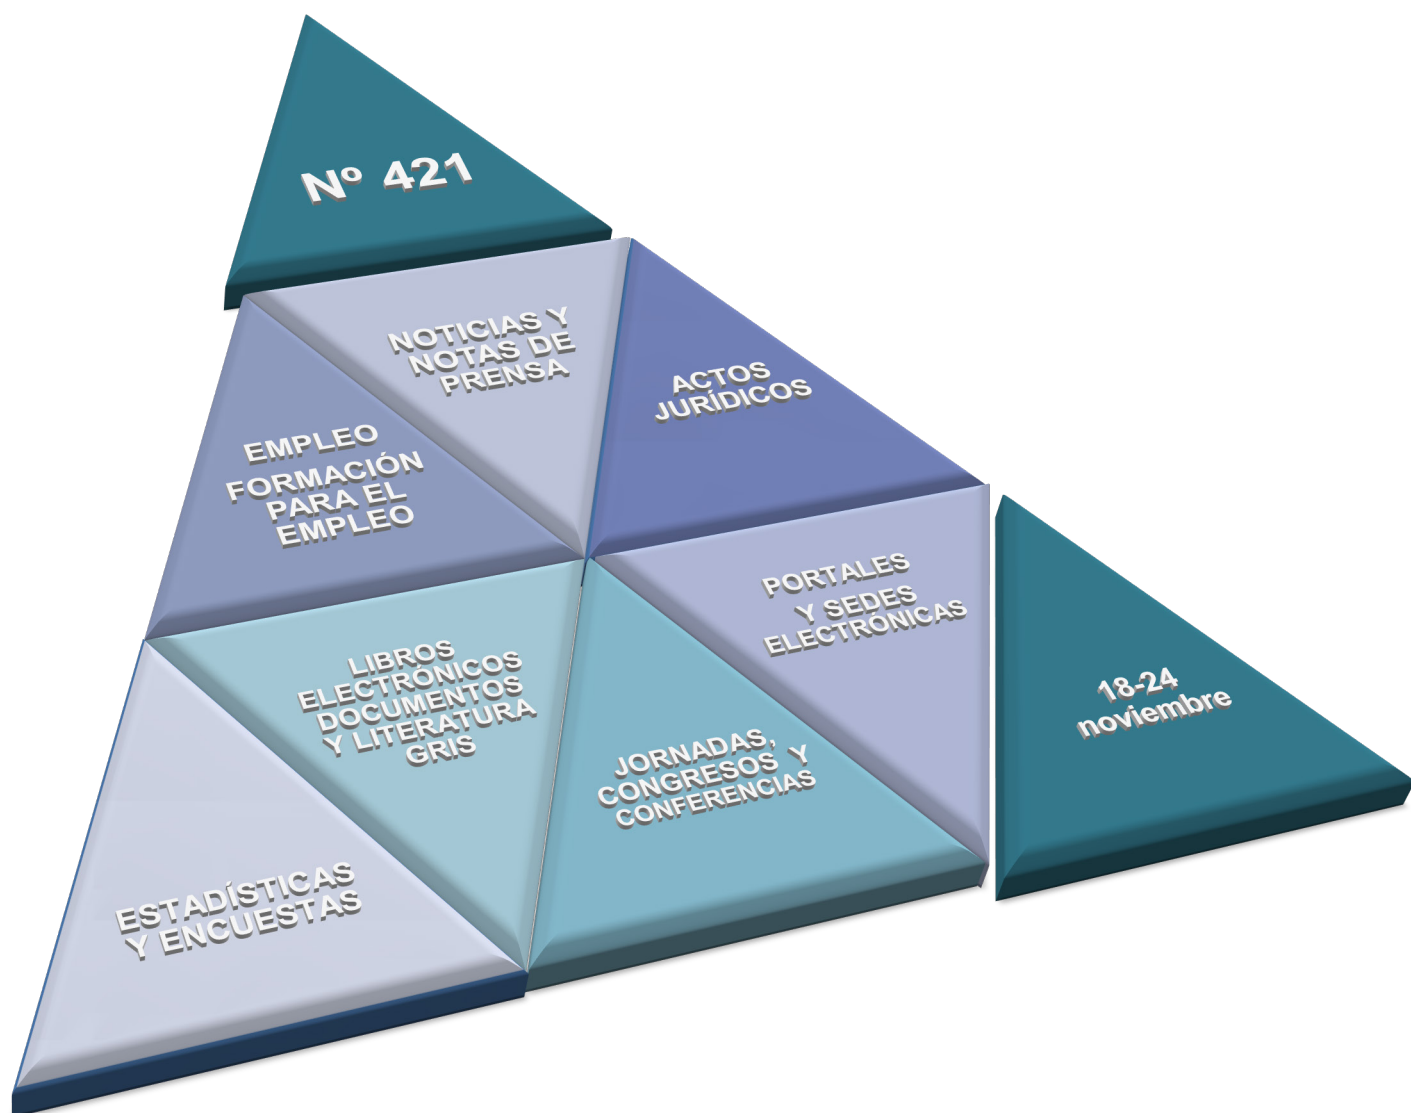 Nº 421
NOTICIAS Y
NOTAS DE
PRENSA
ACTOS
JURÍDICOS
EMPLEO
FORMACIÓN
PARA EL
EMPLEO
PORTALES
Y SEDES
ELECTRÓNICAS
LIBROS
ELECTRÓNICOS
DOCUMENTOS
Y LITERATURA
GRIS
JORNADAS,
CONGRESOS Y
CONFERENCIAS
18-24
noviembre
ESTADÍSTICAS
Y ENCUESTAS